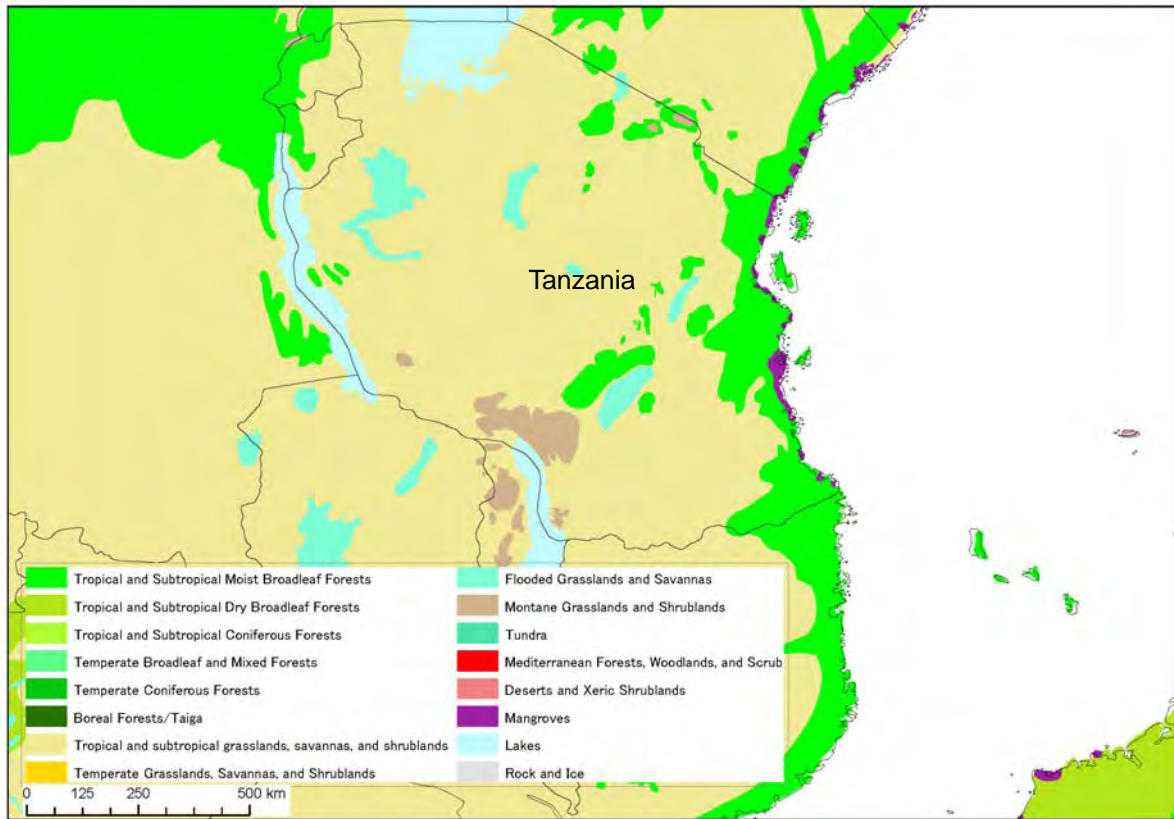 Tanzania
Tropical and Subtropical Moist Broadleaf Forests
Tropical and Subtropical Dry Broadleaf Forests
Tropical and Subtropical Coniferous Forests
Temperate Broadleaf and Mixed Forests
Temperate Coniferous Forests
Boreal Forests/Taiga
Tropical and subtropical grasslands, savannas, and shrublands
Temperate Grasslands, Savannas, and Shrublands
Flooded Grasslands and Savannas
Montane Grasslands and Shrublands
Tundra
Mediterranean Forests, Woodlands, and Scrub
Deserts and Xeric Shrublands
Mangroves
Lakes
Rock and Ice
0 125 250 500 km